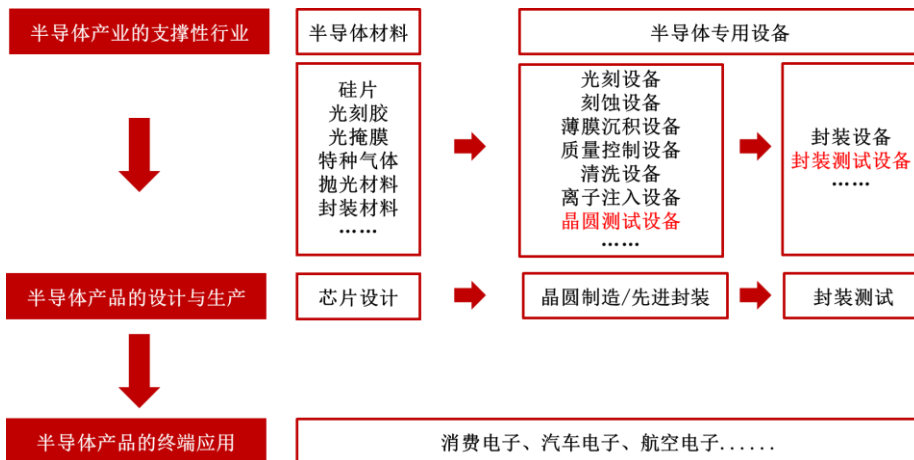 半导体产业的支撑性行业
半导体材料
半导体专用设备
硅片
光刻胶
光掩膜
特种气体
抛光材料
封装材料
……
光刻设备
刻蚀设备
薄膜沉积设备
质量控制设备
清洗设备
离子注入设备
晶圆测试设备
……
封装设备
封装测试设备
……
半导体产品的设计与生产
芯片设计
晶圆制造/先进封装
封装测试
半导体产品的终端应用
消费电子、汽车电子、航空电子......